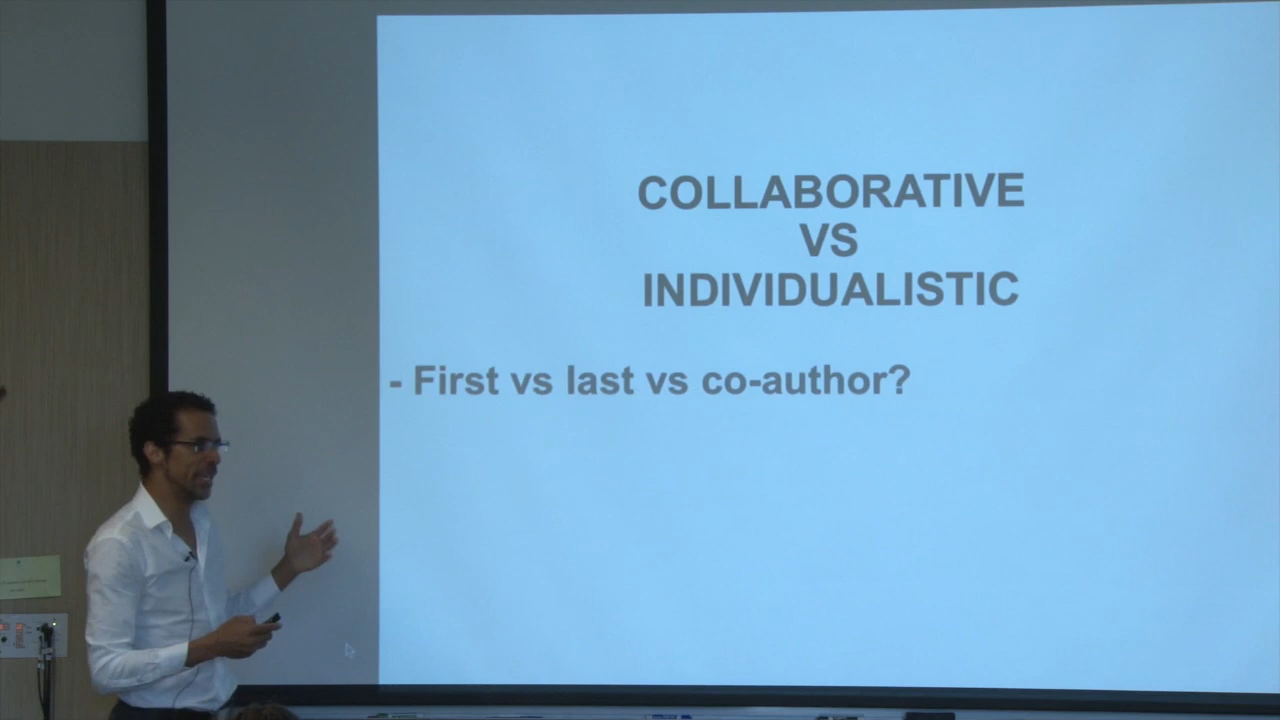 COLLABORATIVE
VS
INDIVIDUALISTIC
- First vs last vs co-author?